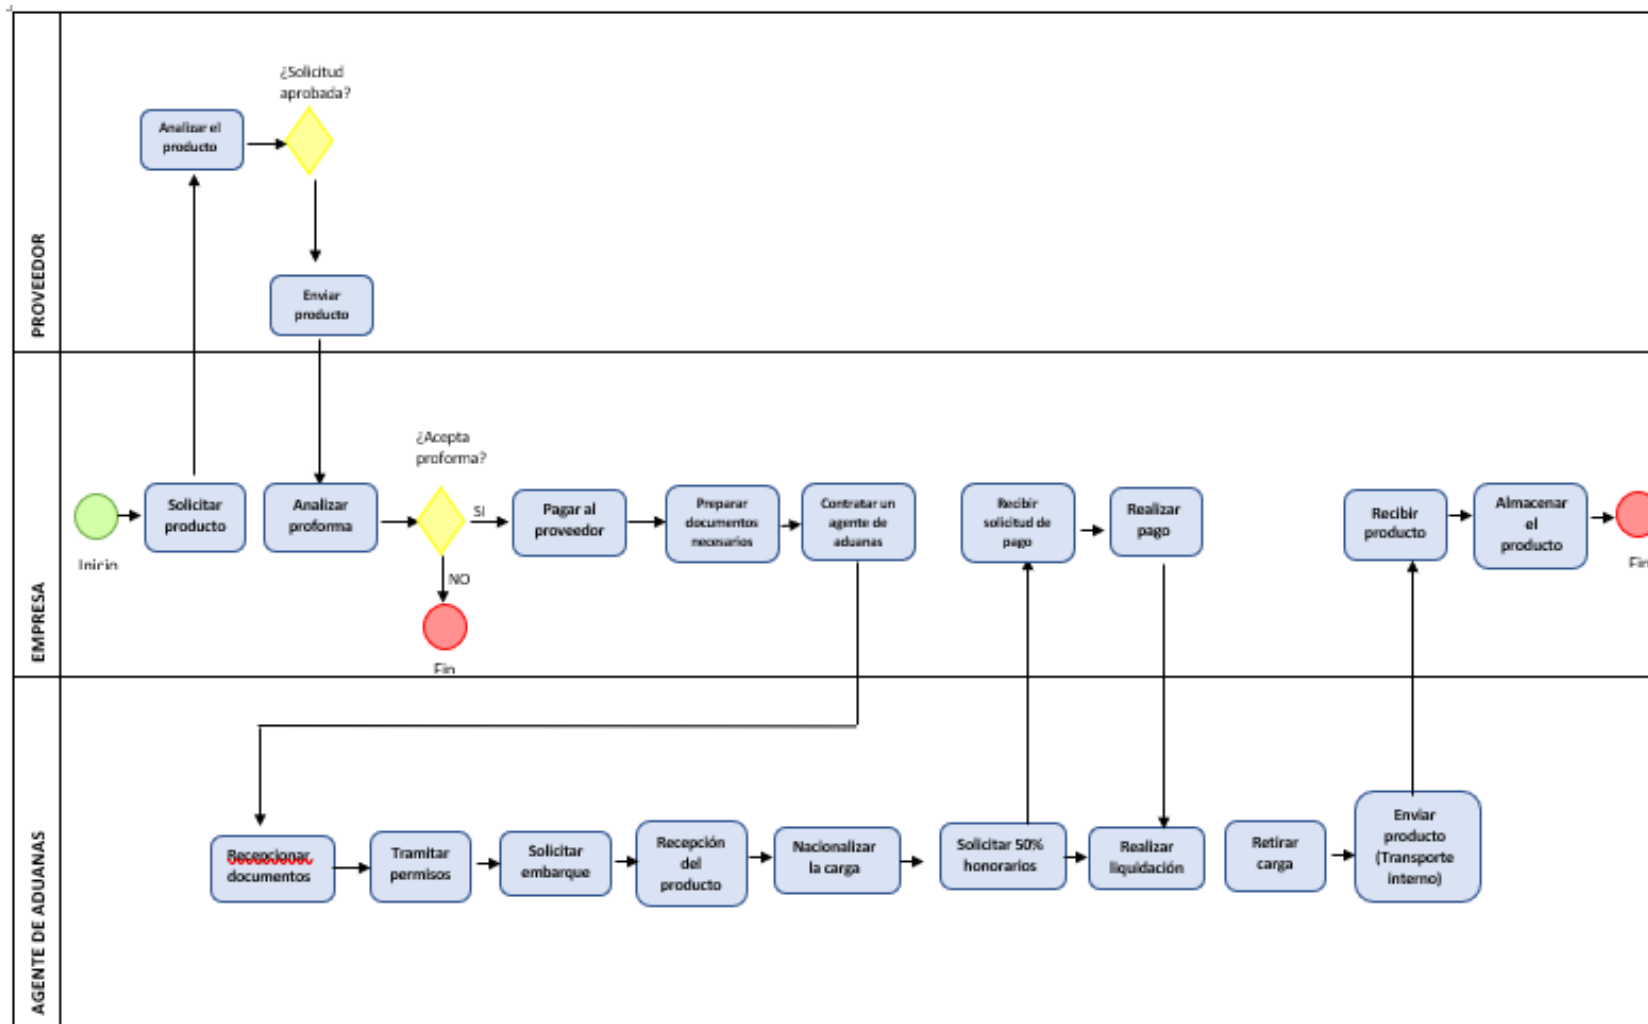 PROVEEDOR
¿Solicitud
aprobada?
Analizar el
producto
Enviar
producto
EMPRESA
Inicio
Solicitar
producto
Analizar
proforma
¿Acepta
proforma?
SI
NO
Fin
Pagar al
proveedor
Preparar
documentos
necesarios
Contratar un
agente de
aduanas
Recibir
solicitud de
pago
Realizar
pago
Recibir
producto
Almacenar
el
producto
Fin
AGENTE DE ADUANAS
Recepcionar
documentos
Tramitar
permisos
Solicitar
embarque
Recepción
del
producto
Nacionalizar
la carga
Solicitar 50%
honorarios
Realizar
liquidación
Retirar
carga
Enviar
producto
(Transporte
interno)